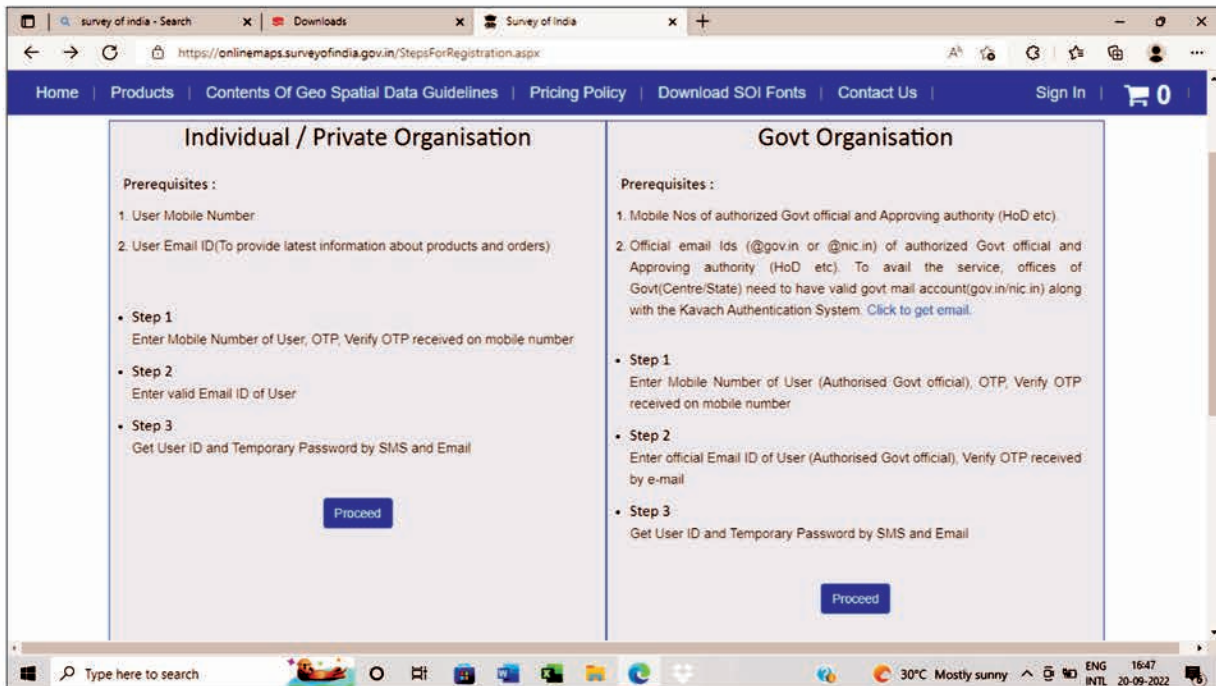 survey of india - Search
Downloads
Survey of India
https://onlinemaps.surveyofindia.gov.in/StepsForRegistration.aspx
Home | Products | Contents Of Geo Spatial Data Guidelines | Pricing Policy | Download SOI Fonts | Contact Us | Sign In | 0
Individual / Private Organisation
Prerequisites :
1. User Mobile Number
2. User Email ID(To provide latest information about products and orders)
• Step 1
Enter Mobile Number of User, OTP, Verify OTP received on mobile number
• Step 2
Enter valid Email ID of User
• Step 3
Get User ID and Temporary Password by SMS and Email
Proceed
Govt Organisation
Prerequisites :
1. Mobile Nos of authorized Govt official and Approving authority (HoD etc).
2. Official email Ids (@gov.in or @nic.in) of authorized Govt official and
Approving authority (HoD etc). To avail the service, offices of
Govt(Centre/State) need to have valid govt mail account(gov.in/nic.in) along
with the Kavach Authentication System. Click to get email.
• Step 1
Enter Mobile Number of User (Authorised Govt official), OTP, Verify OTP
received on mobile number
• Step 2
Enter official Email ID of User (Authorised Govt official), Verify OTP received
by e-mail
• Step 3
Get User ID and Temporary Password by SMS and Email
Proceed
Type here to search
30°C Mostly sunny
ENG
INTL
16:47
20-09-2022